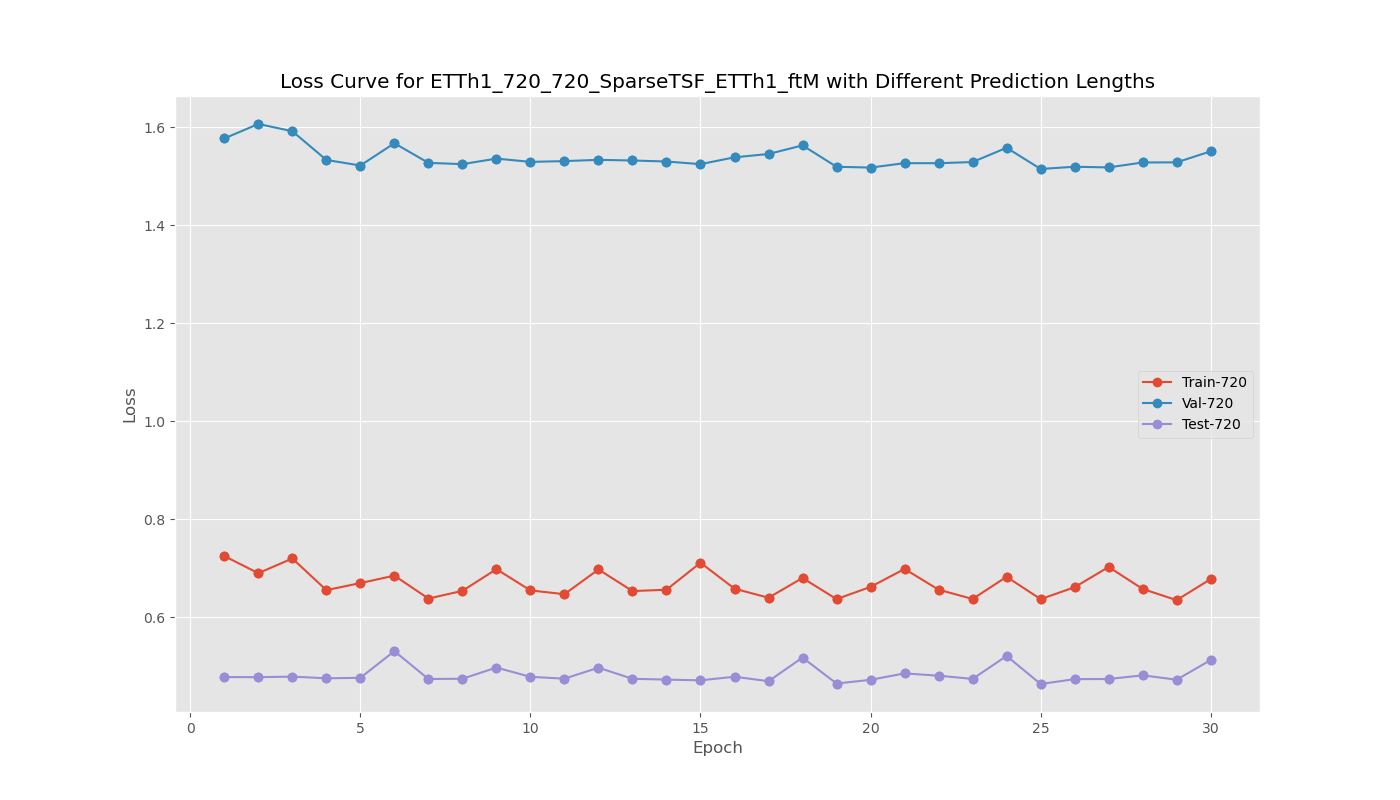 Loss Curve for ETTh1_720_720_SparseTSF_ETTh1_ftM with Different Prediction Lengths
1.6
1.4
1.2
1.0
0.8
0.6
Loss
Train-720
Val-720
Test-720
0 5 10 15 20 25 30
Epoch